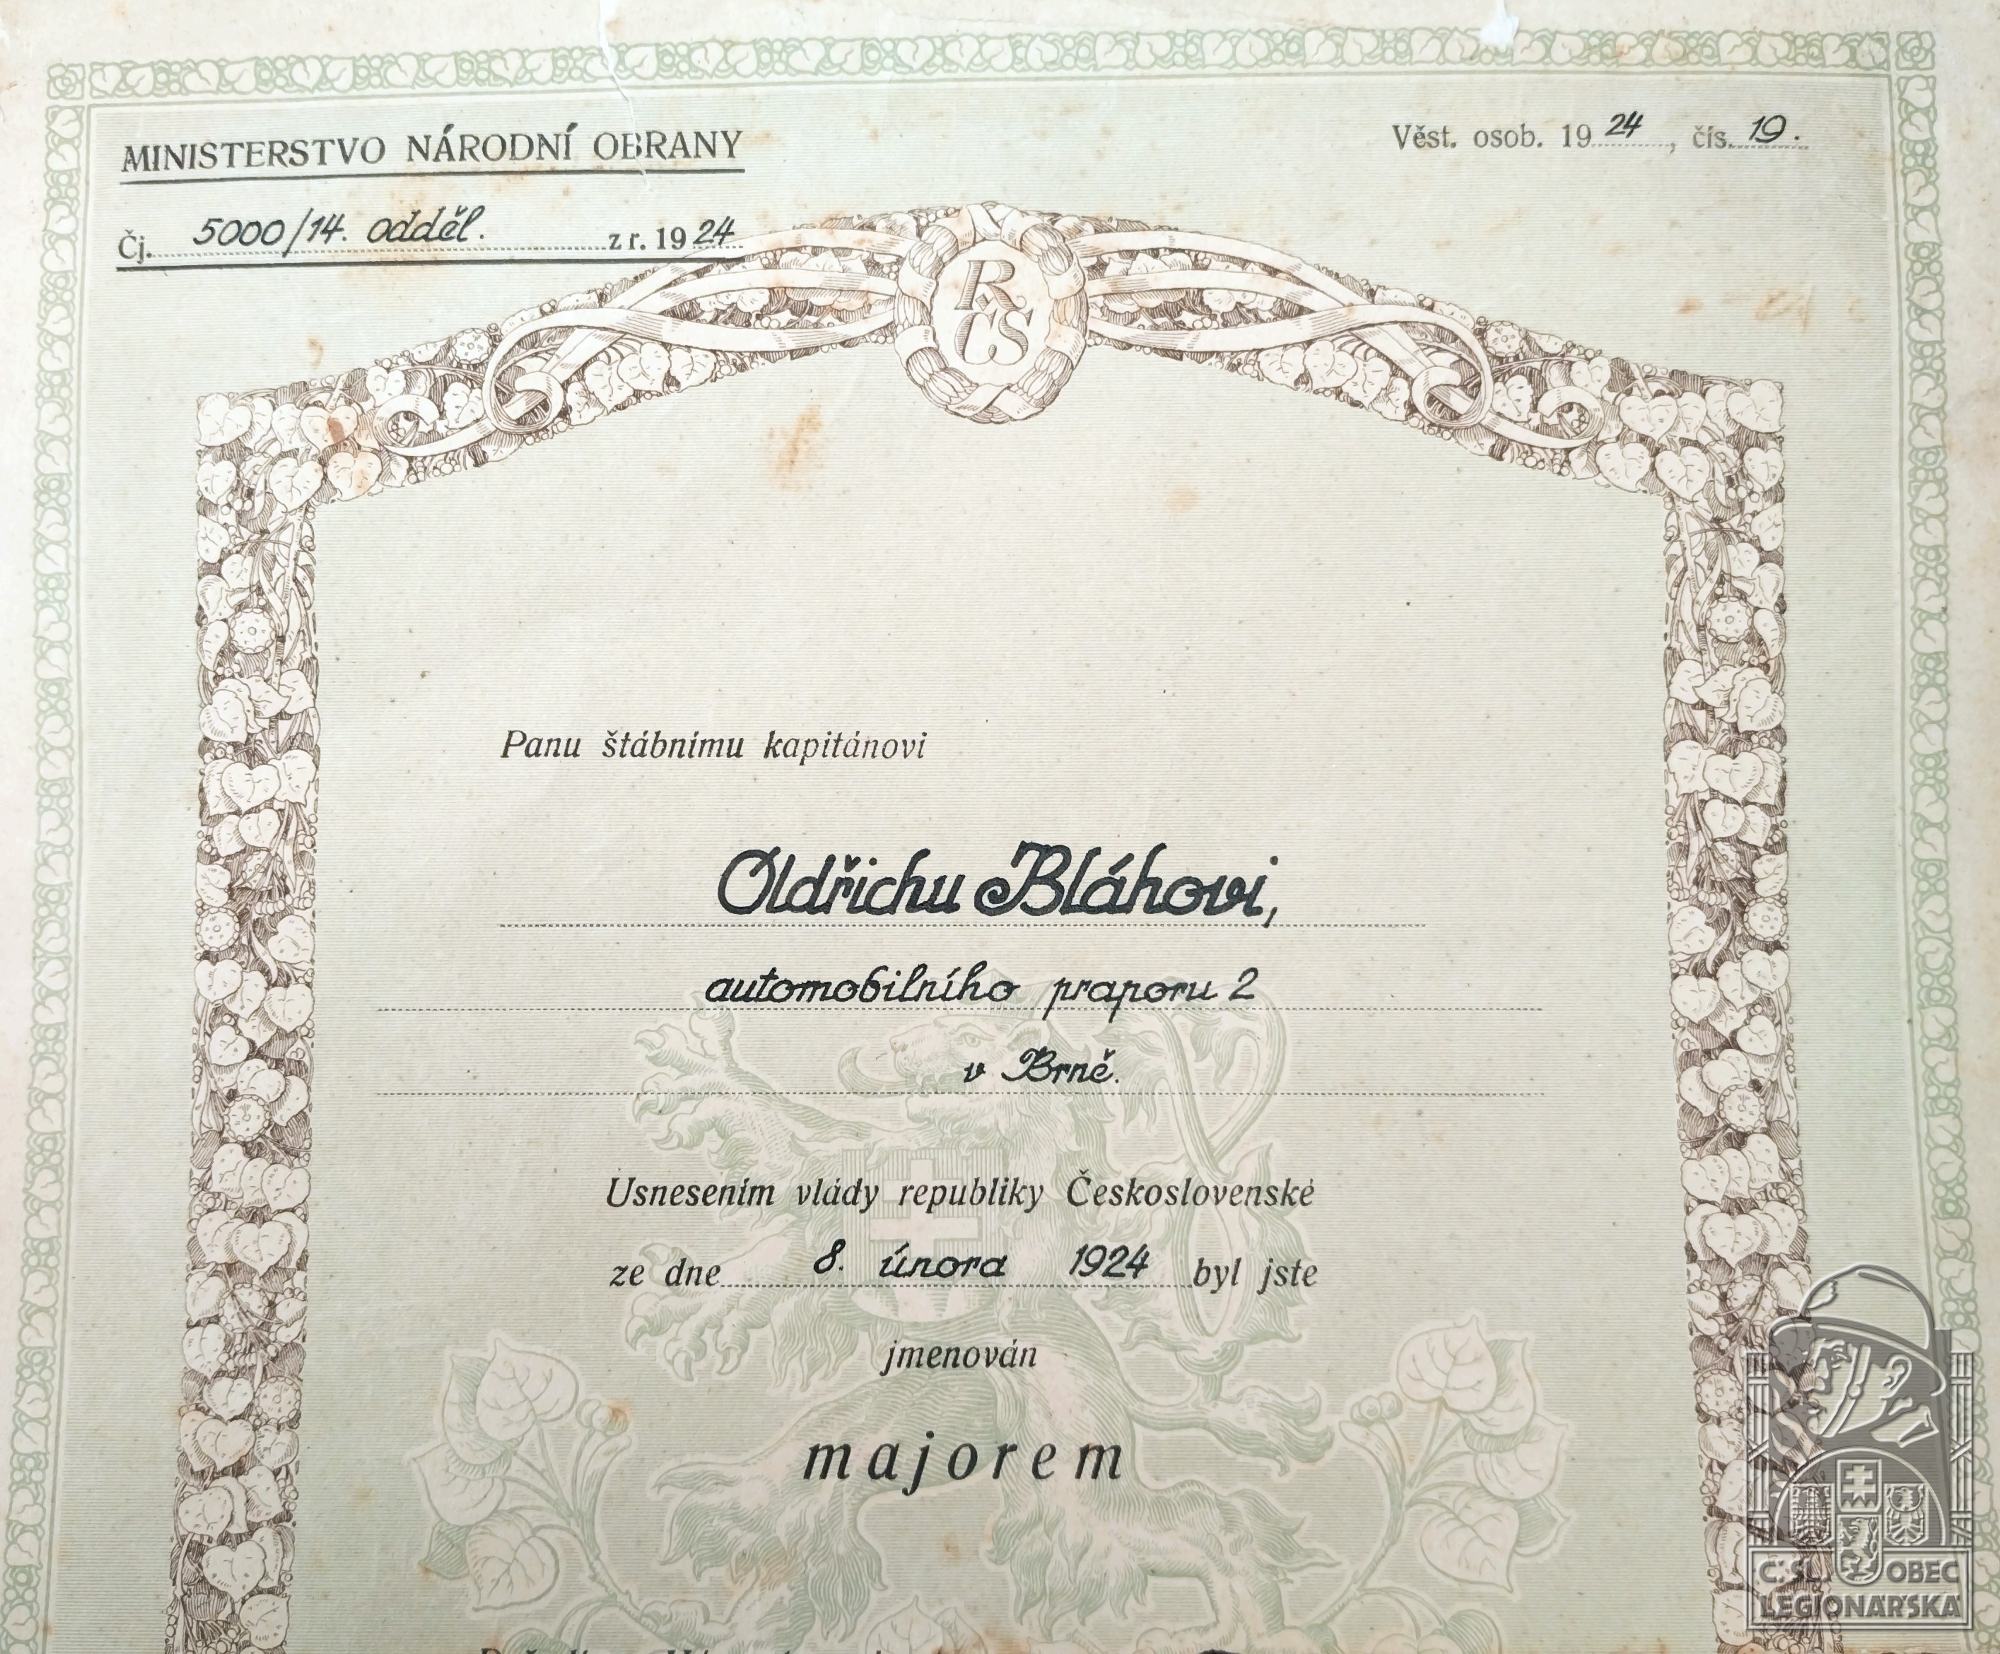 MINISTERSTVO NÁRODNÍ OBRANY
Věst. osob. 1924, čís. 19.
Čj. 5000/14. odděl. z r. 1924
R
ČS
Panu štábnímu kapitánovi
Oldřichu Bláhovi,
automobilního praporu 2
v Brně.
Usnesením vlády republiky Československé
ze dne 8. února 1924 byl jste
jmenován
majorem
Č.SL. OBEC
LEGIONÁŘSKÁ